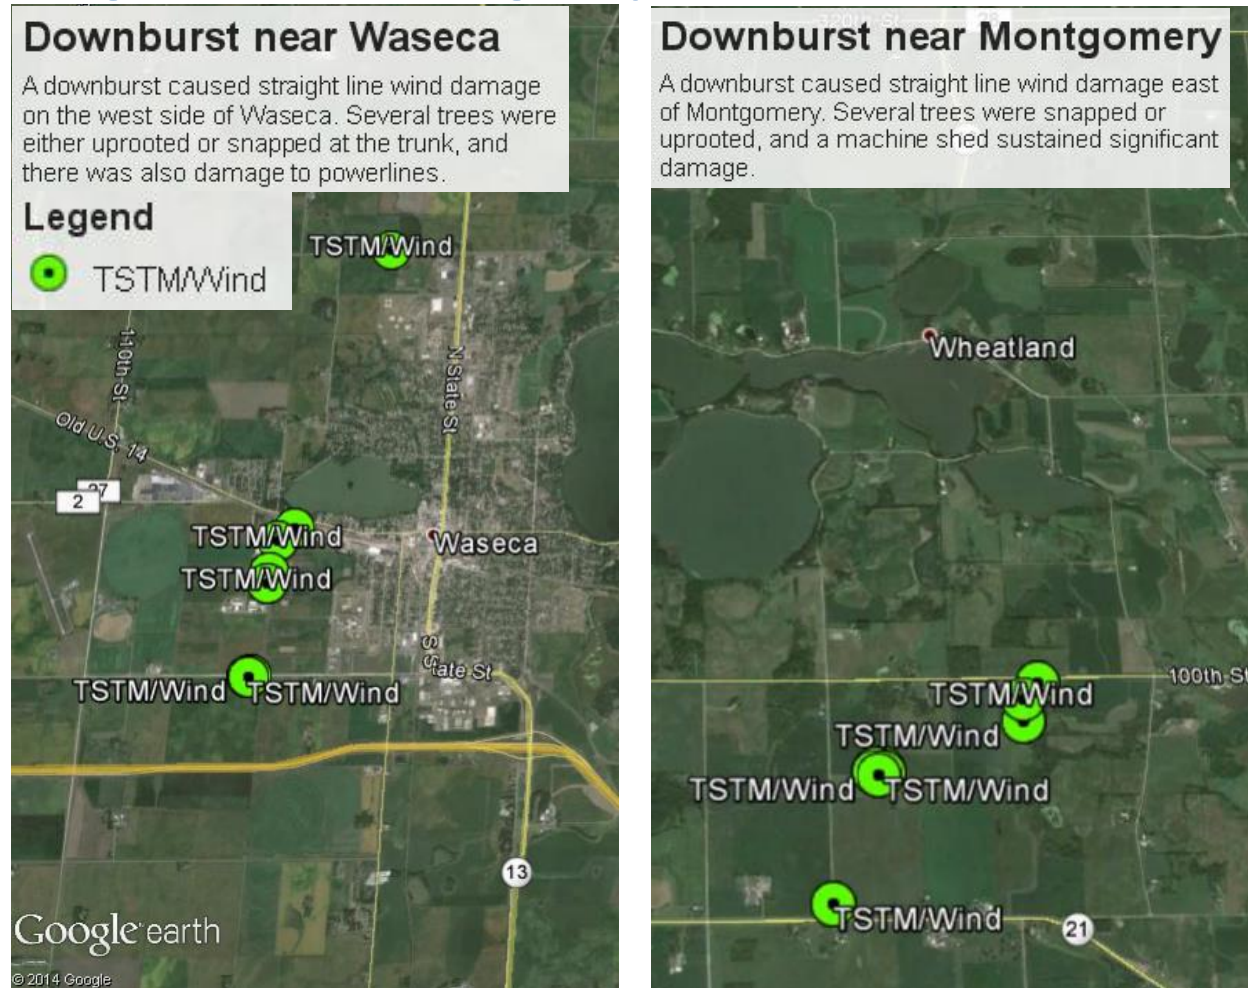 Downburst near Waseca
A downburst caused straight line wind damage
on the west side of Waseca. Several trees were
either uprooted or snapped at the trunk, and
there was also damage to powerlines.
Legend
TSTM/Wind
TSTM/Wind
110th St
N State St
Old U.S. 14
27
2
TSTM/Wind
Waseca
TSTM/Wind
S State St
TSTM/Wind
TSTM/Wind
13
Google earth
© 2014 Google
320th St
28
Downburst near Montgomery
A downburst caused straight line wind damage east
of Montgomery. Several trees were snapped or
uprooted, and a machine shed sustained significant
damage.
Wheatland
100th St
TSTM/Wind
TSTM/Wind
TSTM/Wind
TSTM/Wind
TSTM/Wind
21